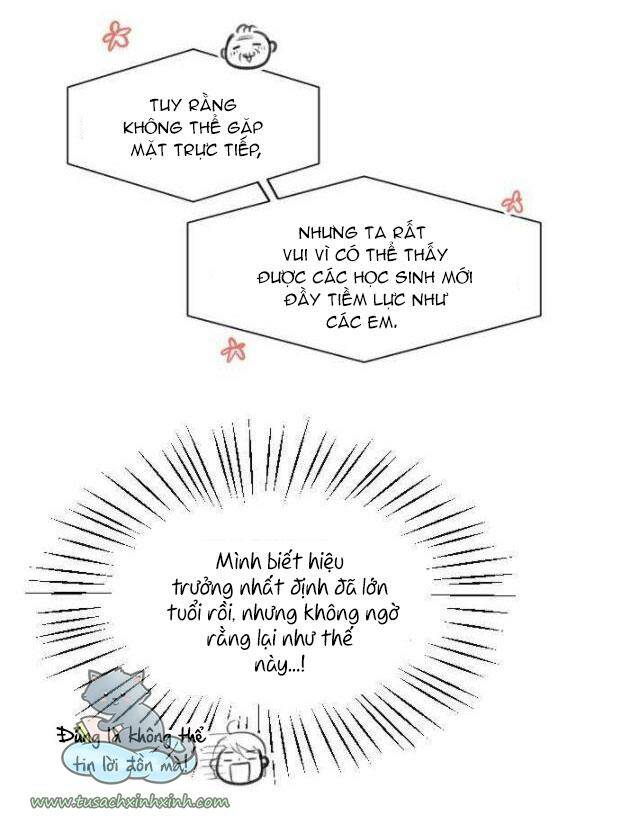 TUY RẰNG
KHÔNG THỂ GẶP
MẶT TRỰC TIẾP,
NHƯNG TA RẤT
VUI VÌ CÓ THỂ THẤY
ĐƯỢC CÁC HỌC SINH MỚI
ĐẦY TIỀM LỰC NHƯ
CÁC EM.
Mình biết hiệu
trưởng nhất định đã lớn
tuổi rồi, nhưng không ngờ
rằng lại như thế
này...!
Đúng là không thể
tin lời đồn mà!
www.tusachxinhxinh.com